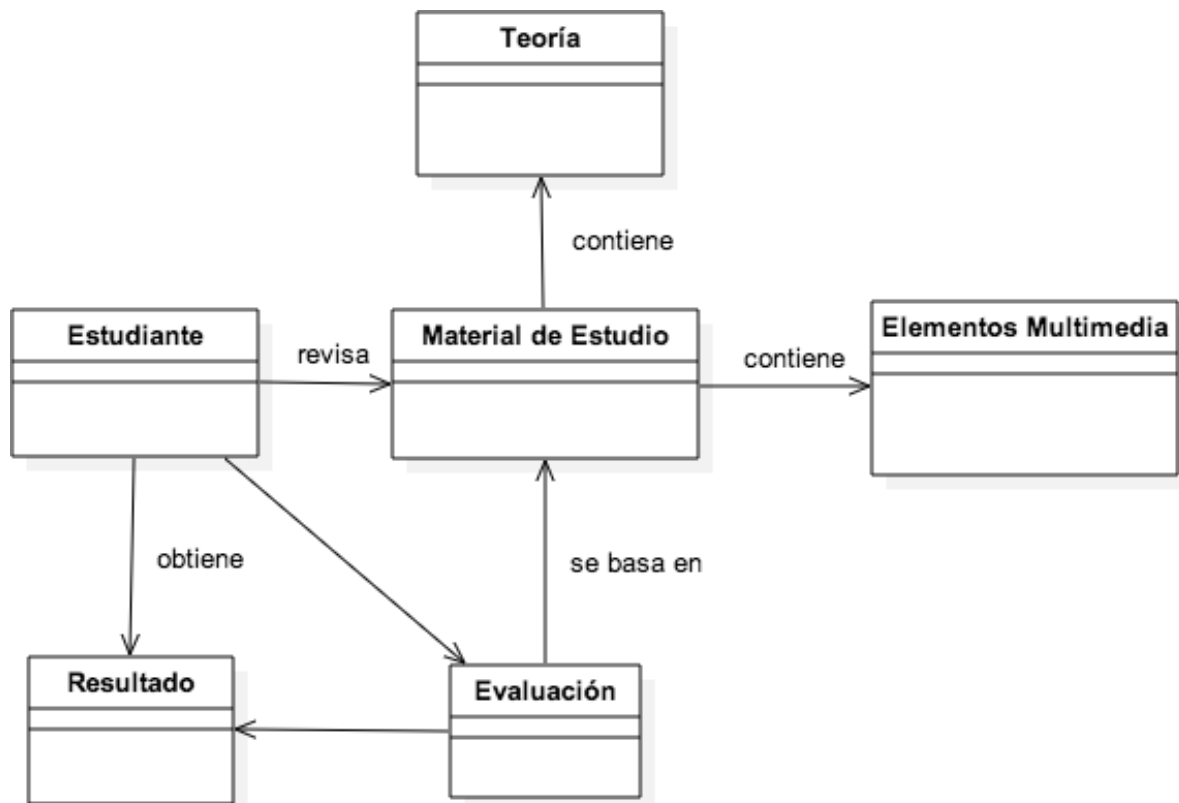 Teoría
contiene
Estudiante
revisa
Material de Estudio
contiene
Elementos Multimedia
obtiene
se basa en
Resultado
Evaluación